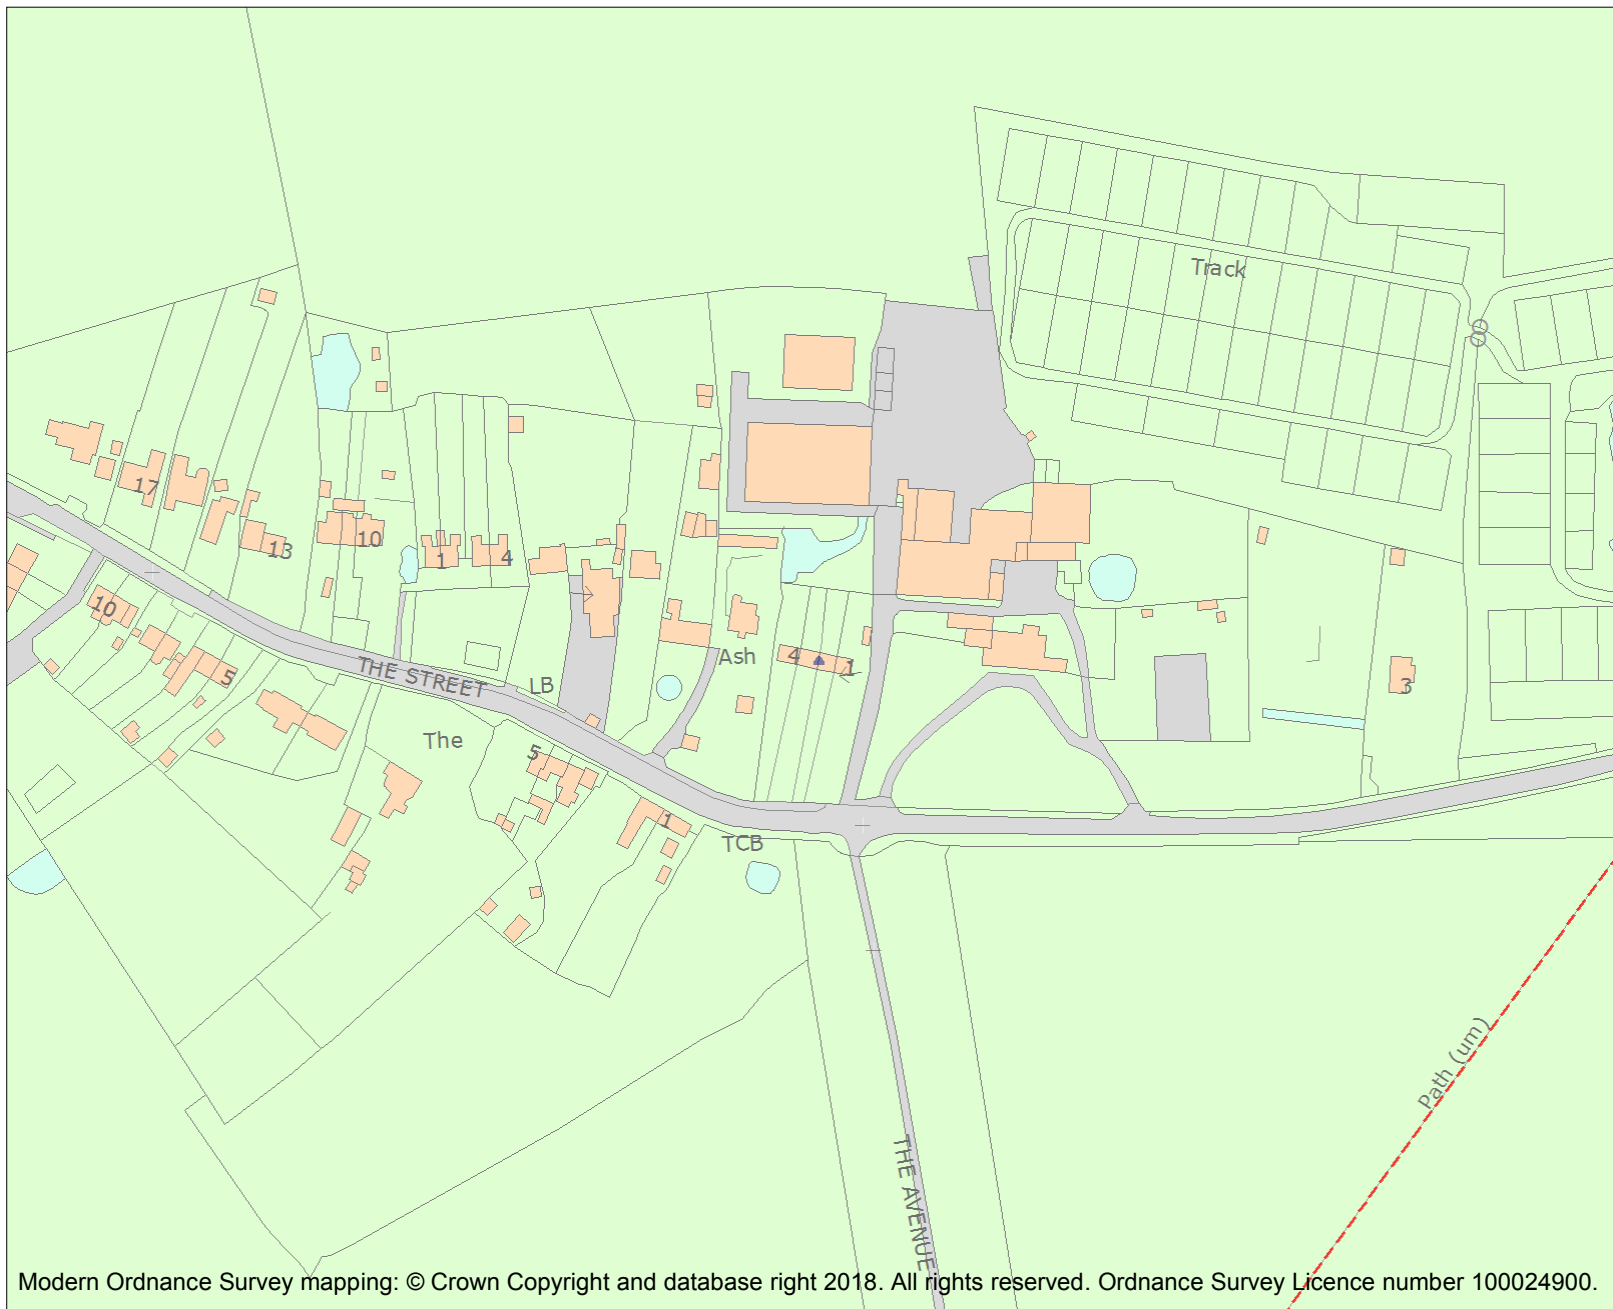 Track
17
13
10
1
4
10
5
THE STREET
LB
Ash
4
1
3
The
5
1
TCB
Path (um)
THE AVENUE
Modern Ordnance Survey mapping: © Crown Copyright and database right 2018. All rights reserved. Ordnance Survey Licence number 100024900.